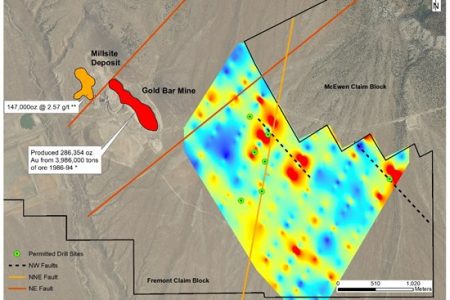 N
Millsite
Deposit
Gold Bar Mine
McEwen Claim Block
147,000oz @ 2.57 g/t **
Produced 286,354 oz
Au from 3,986,000 tons
of ore 1986-94 *
Permitted Drill Sites
NW Faults
NNE Fault
NE Fault
Fremont Claim Block
0
510
1,020
Meters